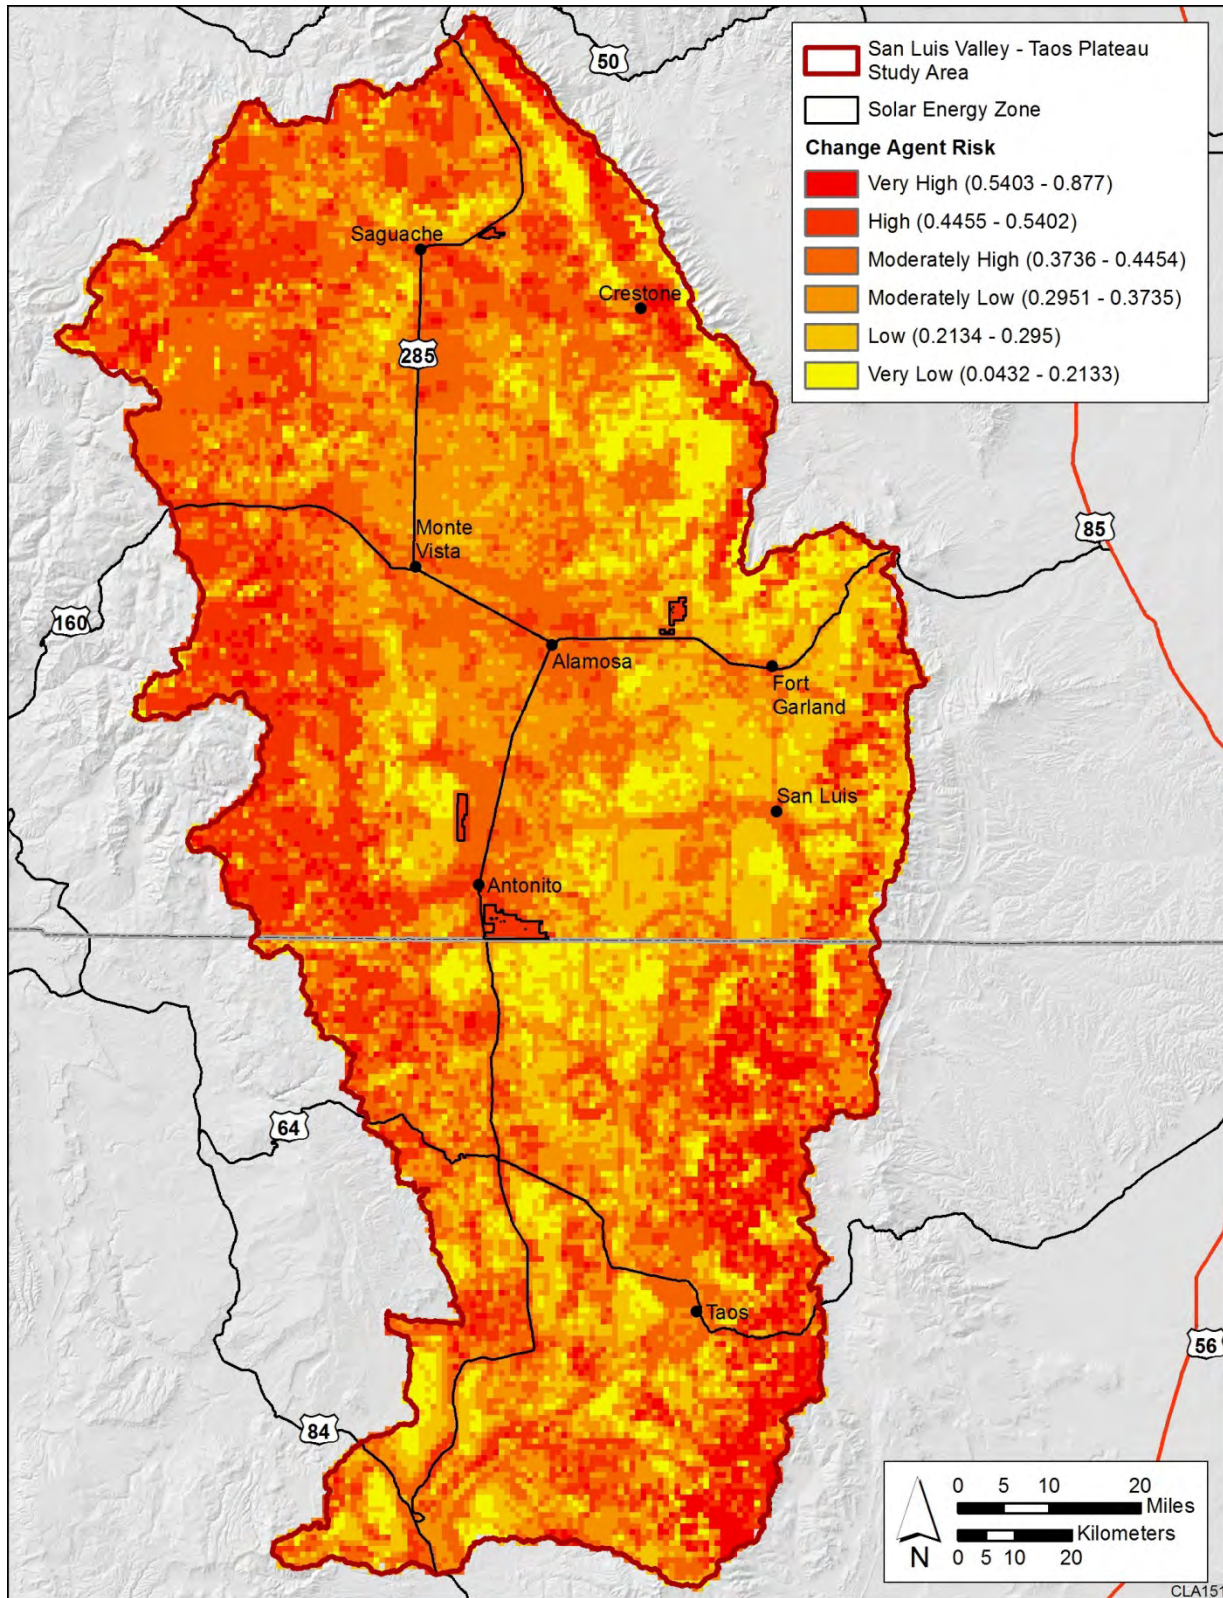 San Luis Valley - Taos Plateau
Study Area
Solar Energy Zone
Change Agent Risk
Very High (0.5403 - 0.877)
High (0.4455 - 0.5402)
Moderately High (0.3736 - 0.4454)
Moderately Low (0.2951 - 0.3735)
Low (0.2134 - 0.295)
Very Low (0.0432 - 0.2133)
50
Saguache
Crestone
285
Monte
Vista
85
160
Alamosa
Fort
Garland
San Luis
Antonito
64
Taos
56
84
0 5 10 20
Miles
Kilometers
0 5 10 20
N
CLA151